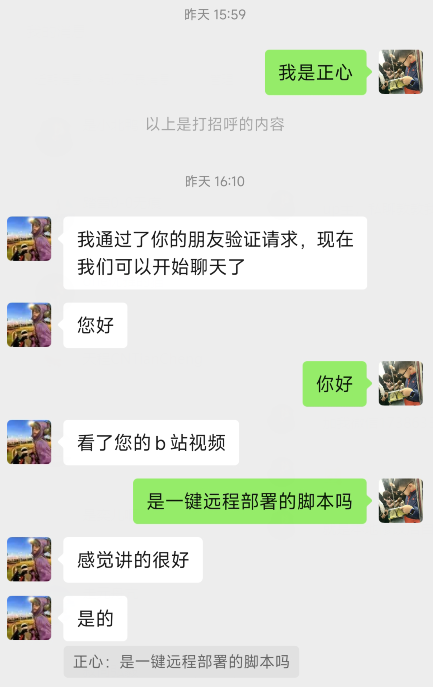 昨天 15:59
我是正心
以上是打招呼的内容
昨天 16:10
我通过了你的朋友验证请求，现在
我们可以开始聊天了
您好
你好
看了您的b站视频
是一键远程部署的脚本吗
感觉讲的很好
是的
正心：是一键远程部署的脚本吗